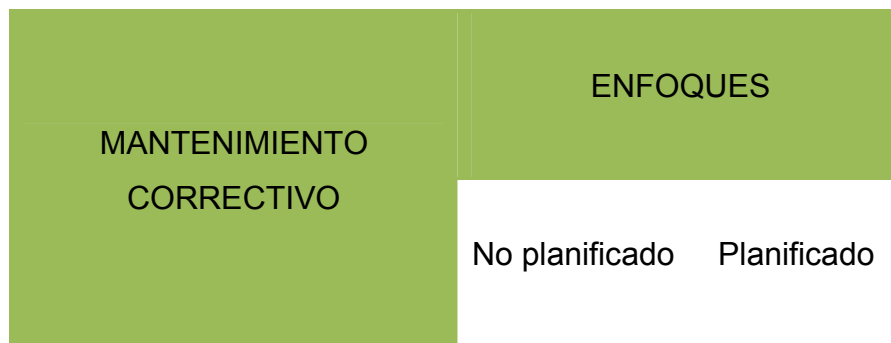 MANTENIMIENTO
CORRECTIVO
ENFOQUES
No planificado Planificado